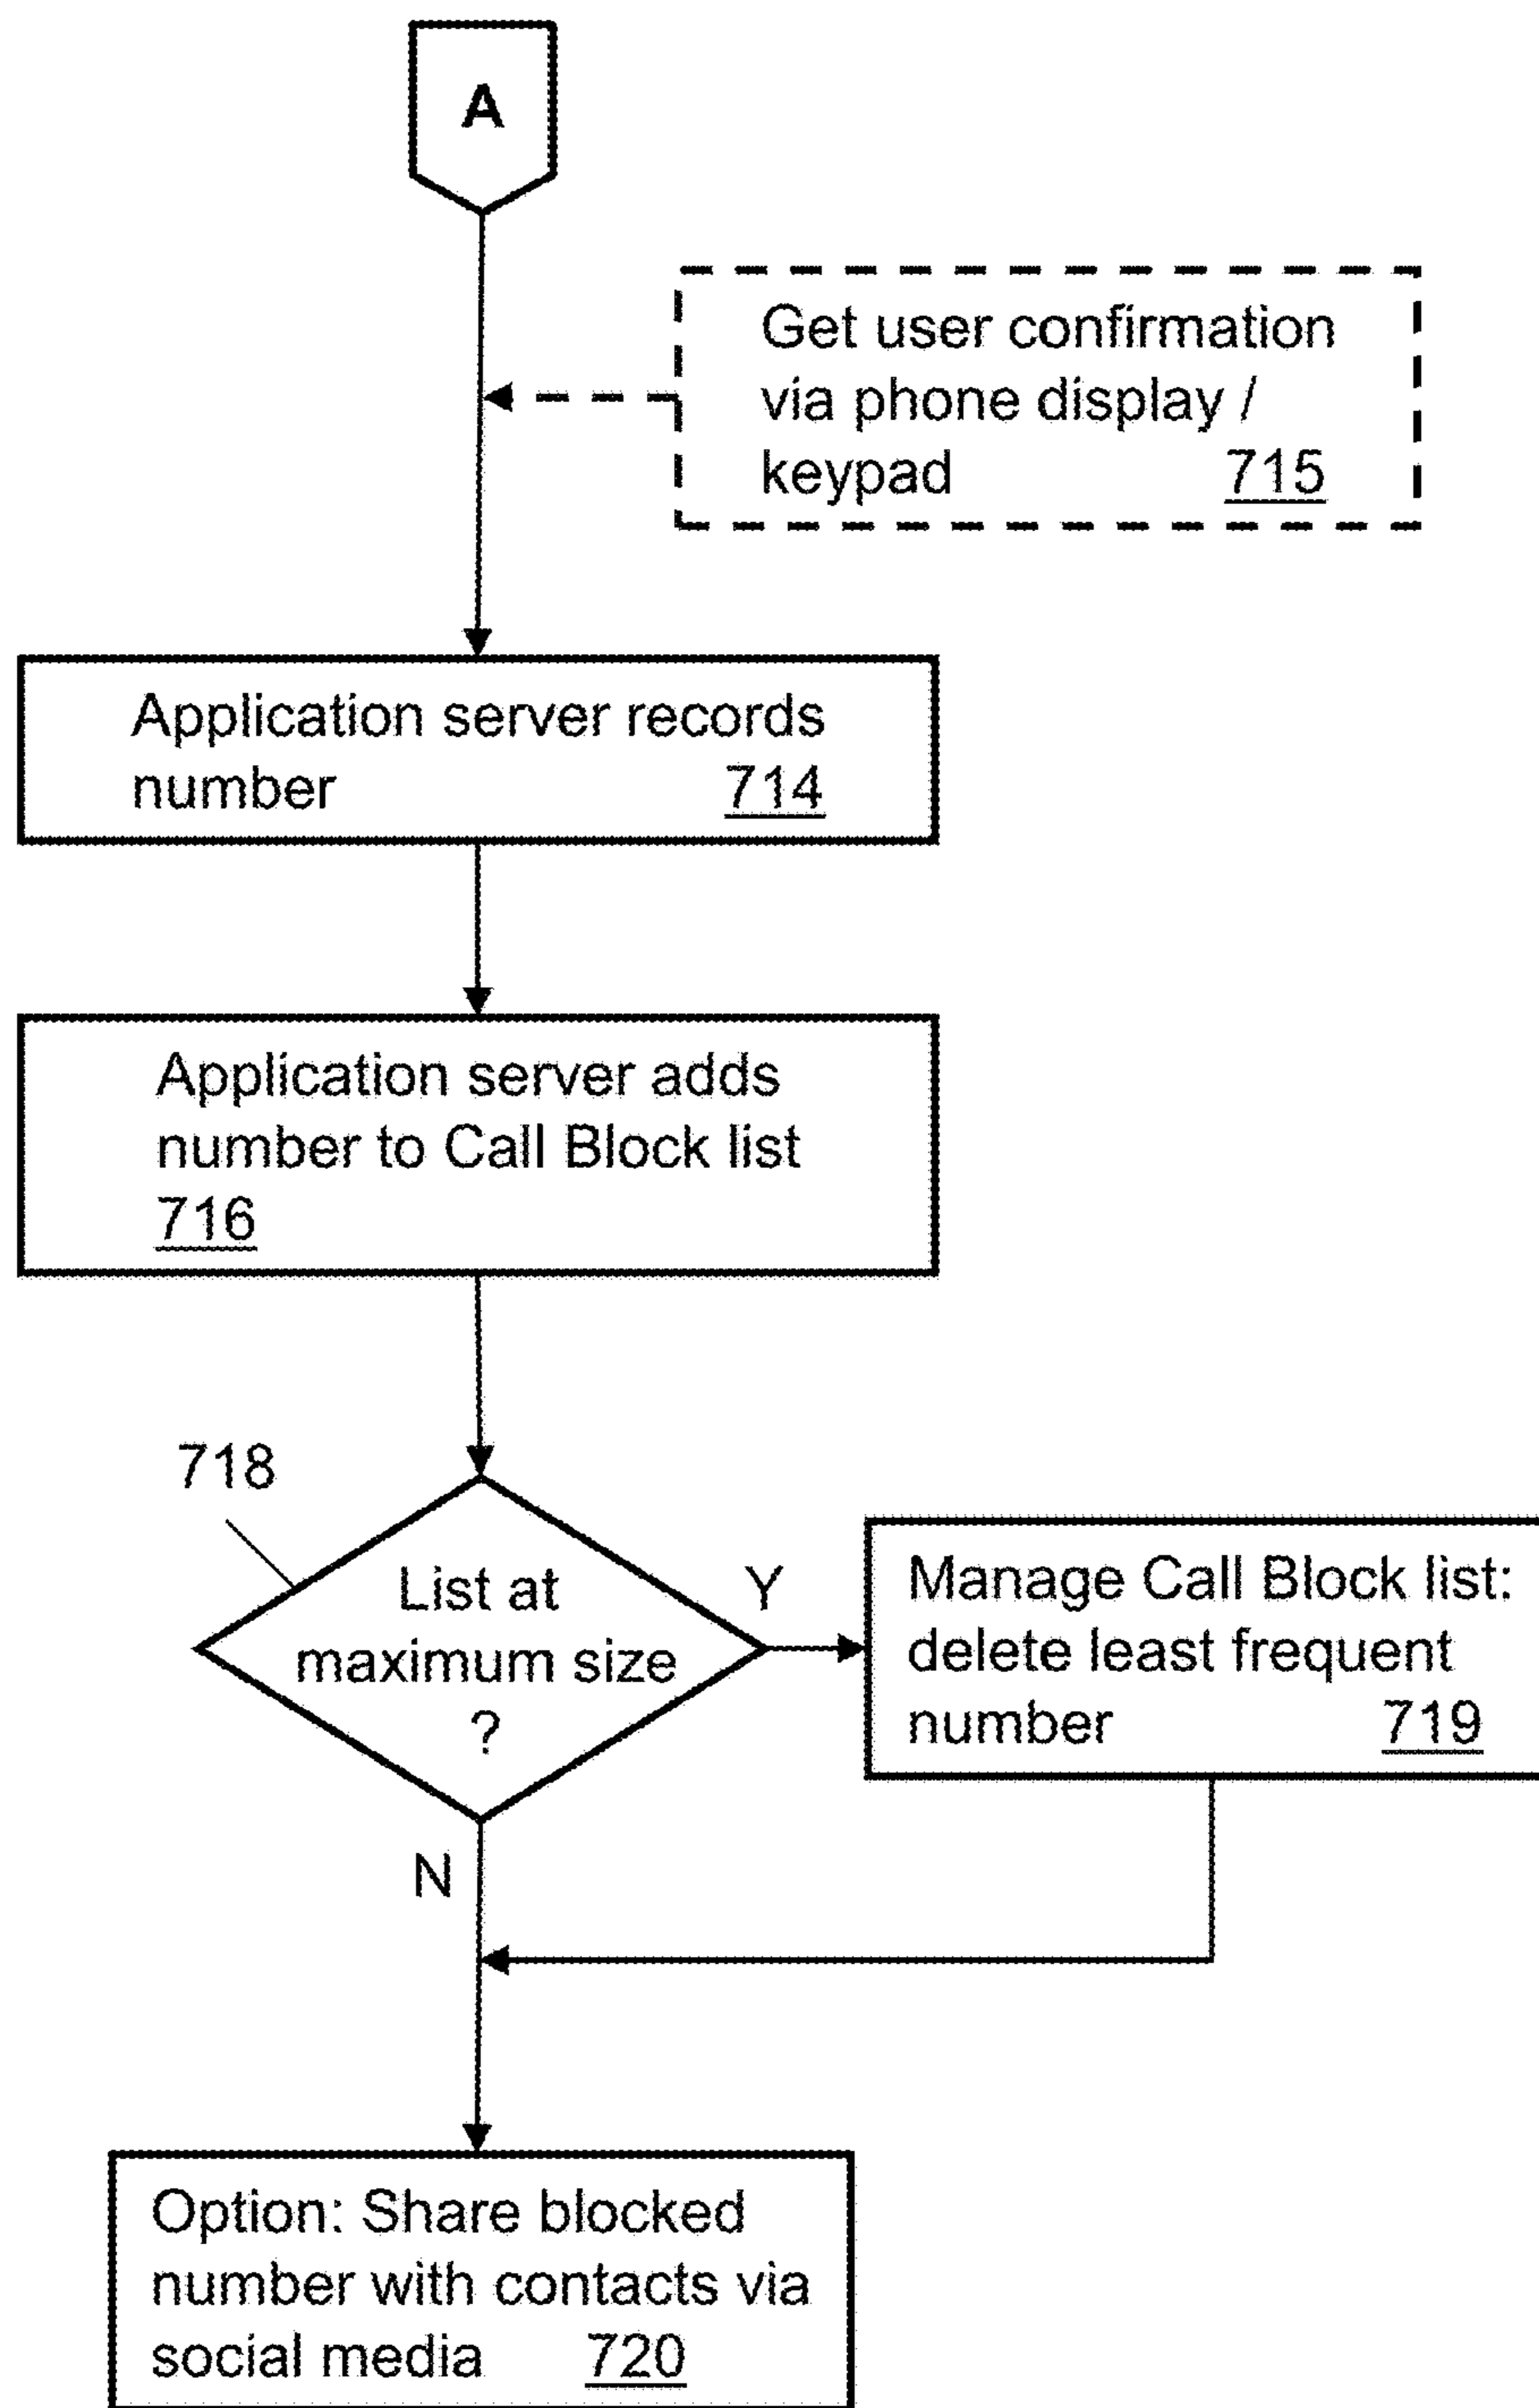 A
Get user confirmation
via phone display /
keypad 715
Application server records
number 714
Application server adds
number to Call Block list
716
718
List at
maximum size
?
Y
Manage Call Block list:
delete least frequent
number 719
N
Option: Share blocked
number with contacts via
social media 720